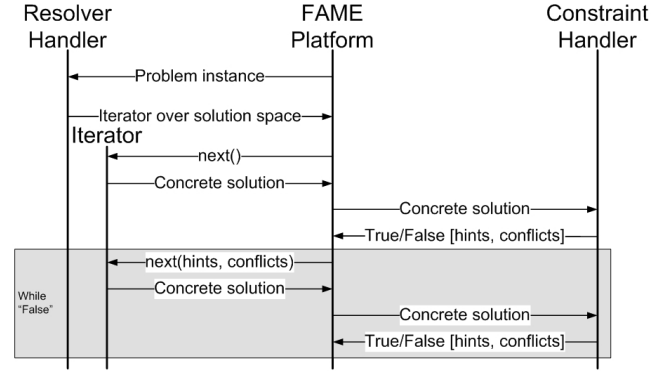 Resolver
Handler
FAME
Platform
Constraint
Handler
Problem instance
Iterator over solution space
Iterator
next()
Concrete solution
Concrete solution
True/False [hints, conflicts]
next(hints, conflicts)
While
"False"
Concrete solution
Concrete solution
True/False [hints, conflicts]